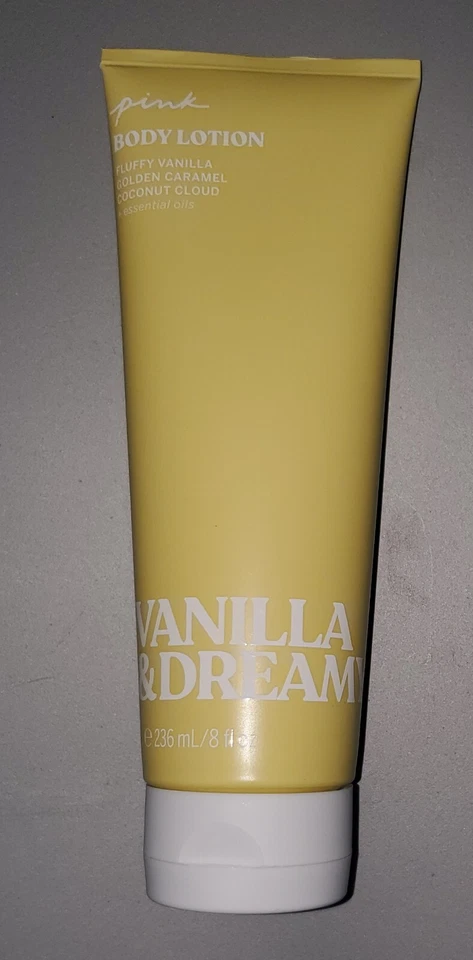 pink
BODY LOTION
FLUFFY VANILLA
GOLDEN CARAMEL
COCONUT CLOUD
+ essential oils
VANILLA
&DREAMY
℮ 236 mL/8 fl oz